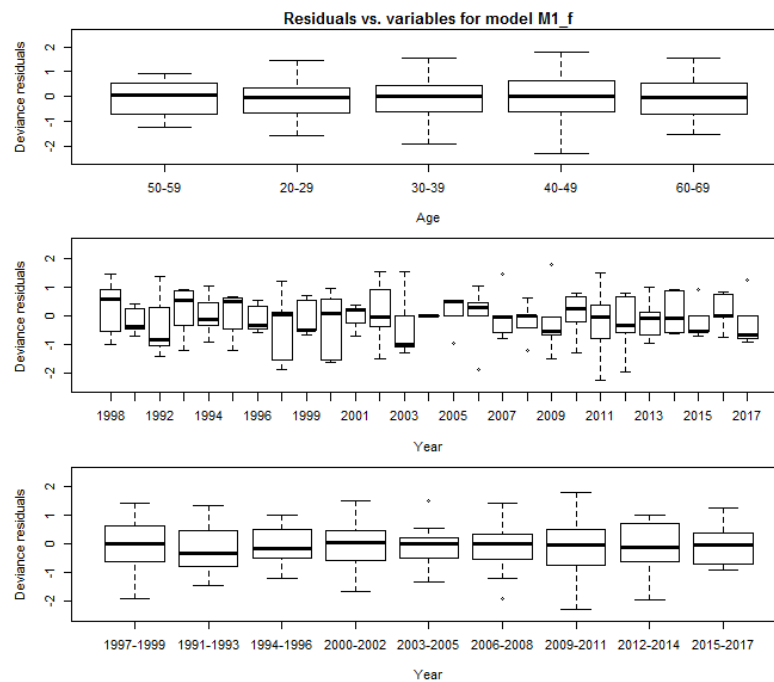 Residuals vs. variables for model M1_f
Deviance residuals
2
1
0
-1
-2
50-59 20-29 30-39 40-49 60-69
Age
Deviance residuals
2
1
0
-1
-2
1998 1992 1994 1996 1999 2001 2003 2005 2007 2009 2011 2013 2015 2017
Year
Deviance residuals
2
1
0
-1
-2
1997-1999 1991-1993 1994-1996 2000-2002 2003-2005 2006-2008 2009-2011 2012-2014 2015-2017
Year